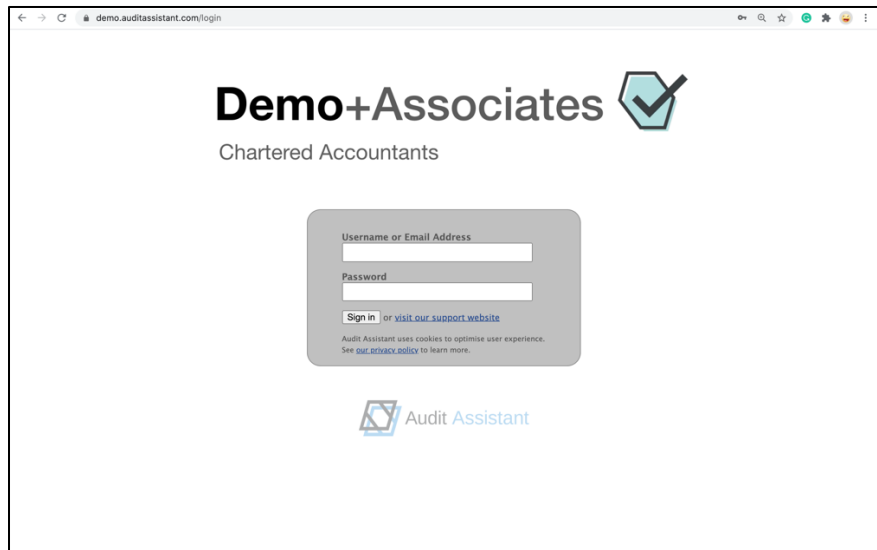 demo.auditassistant.com/login
Demo+Associates
Chartered Accountants
Username or Email Address
Password
Sign in or visit our support website
Audit Assistant uses cookies to optimise user experience.
See our privacy policy to learn more.
Audit Assistant